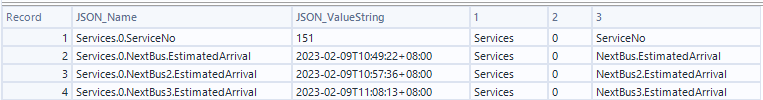 Record JSON_Name JSON_ValueString 1 2 3
1 Services.0.ServiceNo 151 Services 0 ServiceNo
2 Services.0.NextBus.EstimatedArrival 2023-02-09T10:49:22+08:00 Services 0 NextBus.EstimatedArrival
3 Services.0.NextBus2.EstimatedArrival 2023-02-09T10:57:36+08:00 Services 0 NextBus2.EstimatedArrival
4 Services.0.NextBus3.EstimatedArrival 2023-02-09T11:08:13+08:00 Services 0 NextBus3.EstimatedArrival